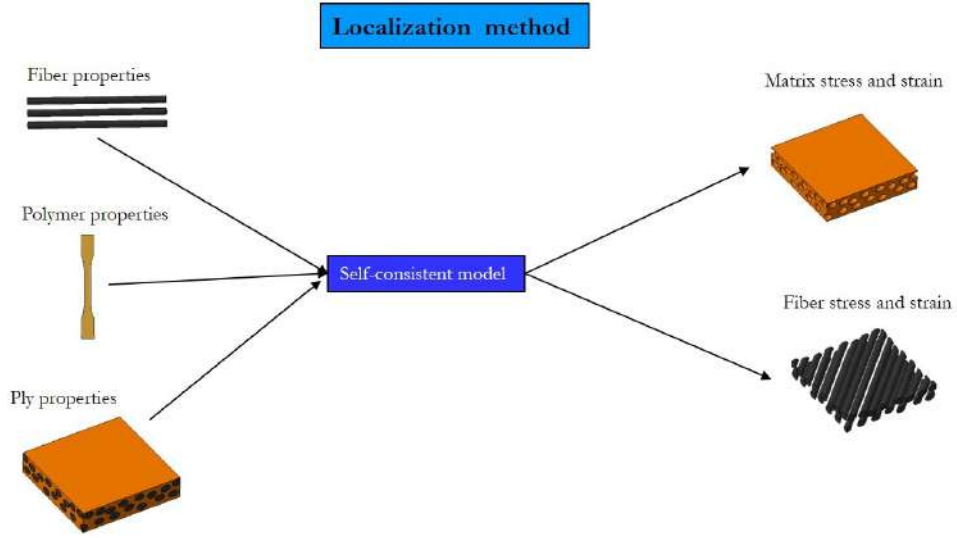 Localization method
Fiber properties
Matrix stress and strain
Polymer properties
Self-consistent model
Fiber stress and strain
Ply properties